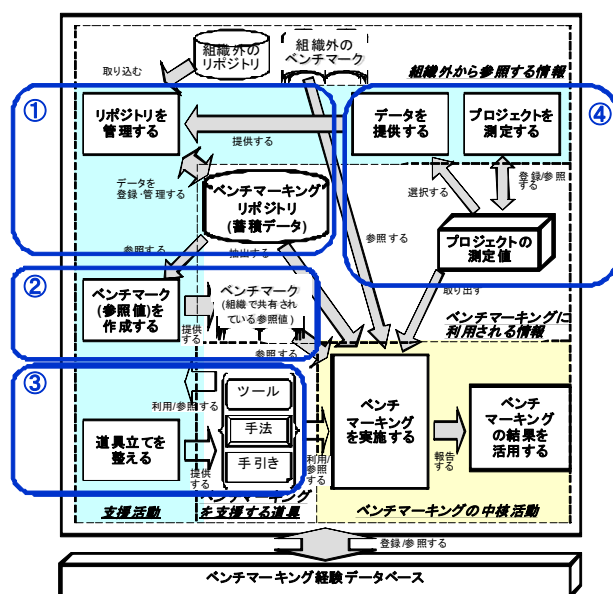 組織外の
リポジトリ
組織外の
ベンチマーク
取り込む
組織外から参照する情報
①
リポジトリを
管理する
データを
提供する
プロジェクトを
測定する
④
提供する
データを
登録・管理する
ベンチマーキング
リポジトリ
(蓄積データ)
選択する
登録/参照
する
プロジェクトの
測定値
参照する
抽出する
参照する
取り出す
②
ベンチマーク
(参照値)を
作成する
提供
する
ベンチマーク
(組織で共有され
ている参照値)
ベンチマーキングに
利用される情報
参照する
③
利用/参照する
ツール
手法
手引き
道具立てを
整える
提供
する
利用/
参照
する
ベンチ
マーキング
を実施する
報告
する
ベンチ
マーキング
の結果を
活用する
支援活動
ベンチマーキング
を支援する道具
ベンチマーキングの中核活動
登録/参照する
ベンチマーキング経験データベース